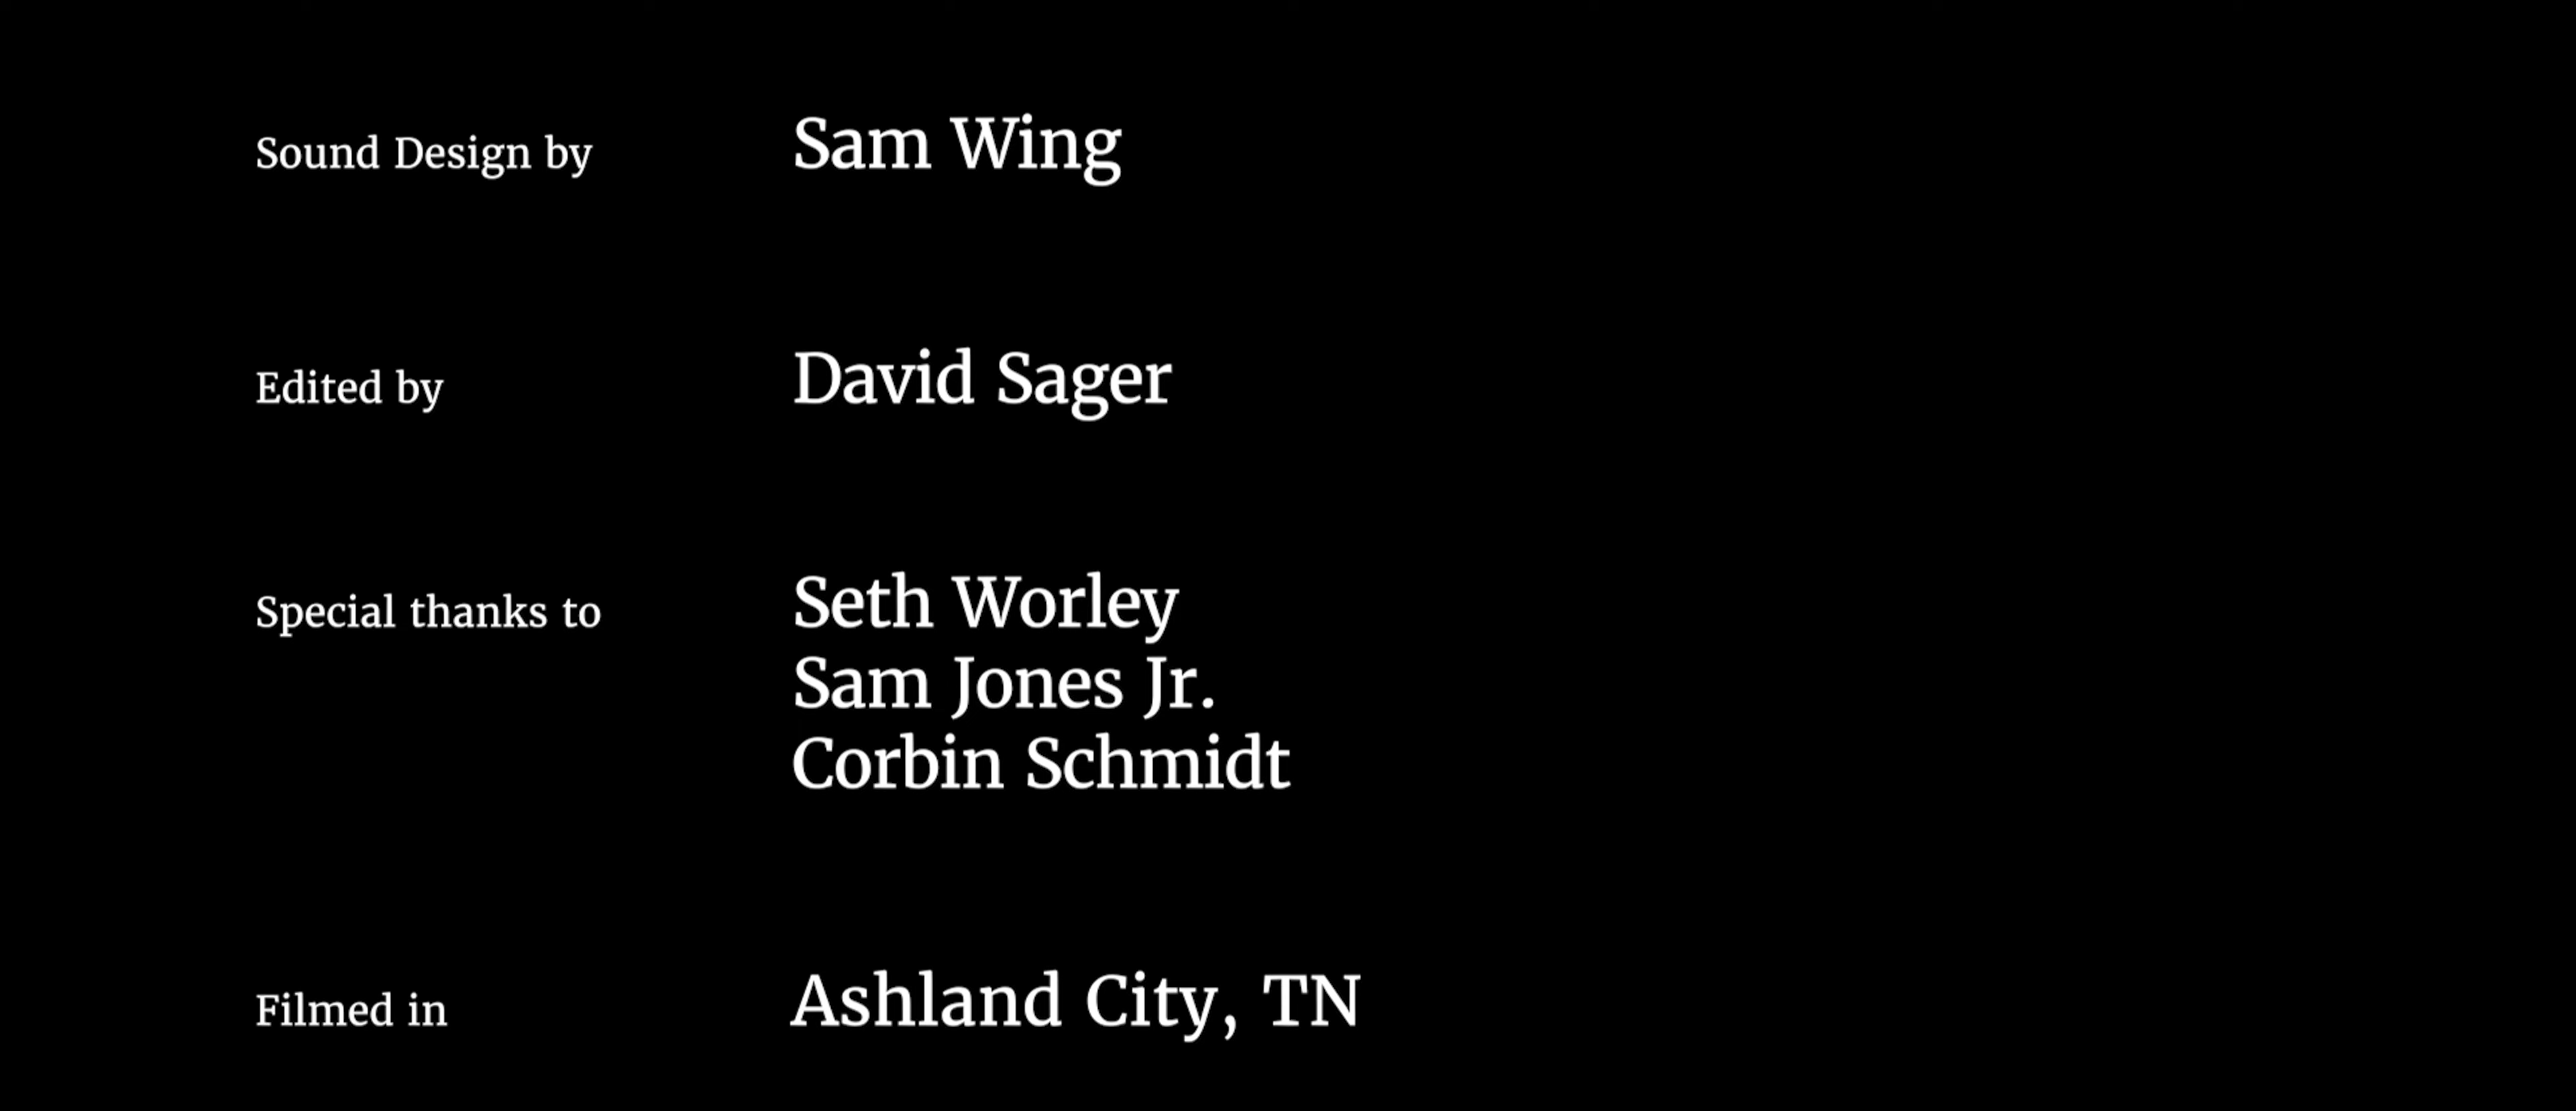 Sound Design by Sam Wing
Edited by David Sager
Special thanks to Seth Worley
Sam Jones Jr.
Corbin Schmidt
Filmed in Ashland City, TN